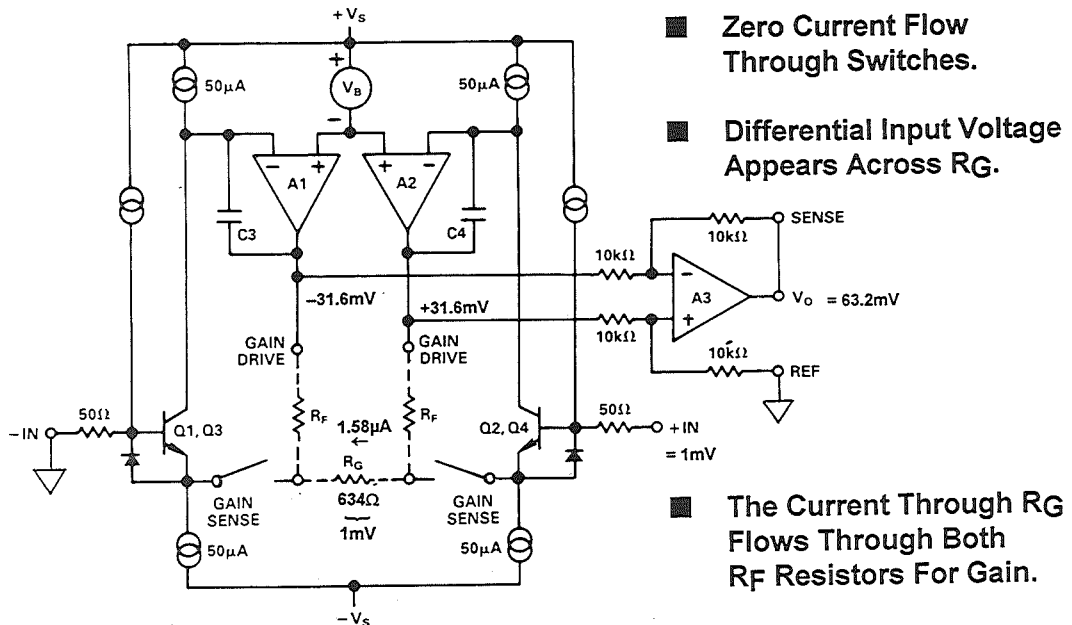 +VS
50µA
+
VB
−
50µA
− + + −
A1 A2
C3 C4
−31.6mV
+31.6mV
GAIN
DRIVE
GAIN
DRIVE
RF
RF
1.58µA
←
RG
634Ω
1mV
50Ω
−IN
Q1, Q3
GAIN
SENSE
50µA
Q2, Q4
50Ω
+IN
= 1mV
GAIN
SENSE
50µA
−VS
10kΩ
SENSE
10kΩ
−
A3
+
VO = 63.2mV
10kΩ
10kΩ
REF
■ Zero Current Flow
Through Switches.
■ Differential Input Voltage
Appears Across RG.
■ The Current Through RG
Flows Through Both
RF Resistors For Gain.